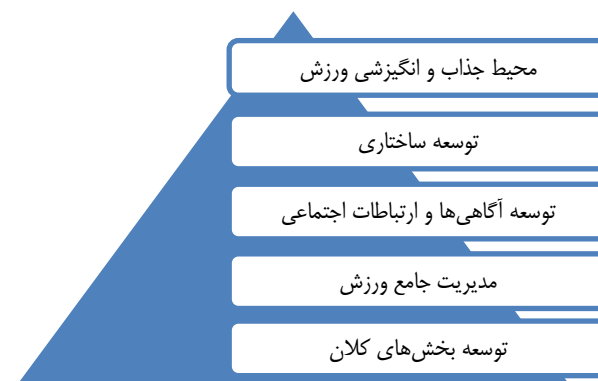 محیط جذاب و انگیزشی ورزش
توسعه ساختاری
توسعه آگاهی‌ها و ارتباطات اجتماعی
مدیریت جامع ورزش
توسعه بخش‌های کلان